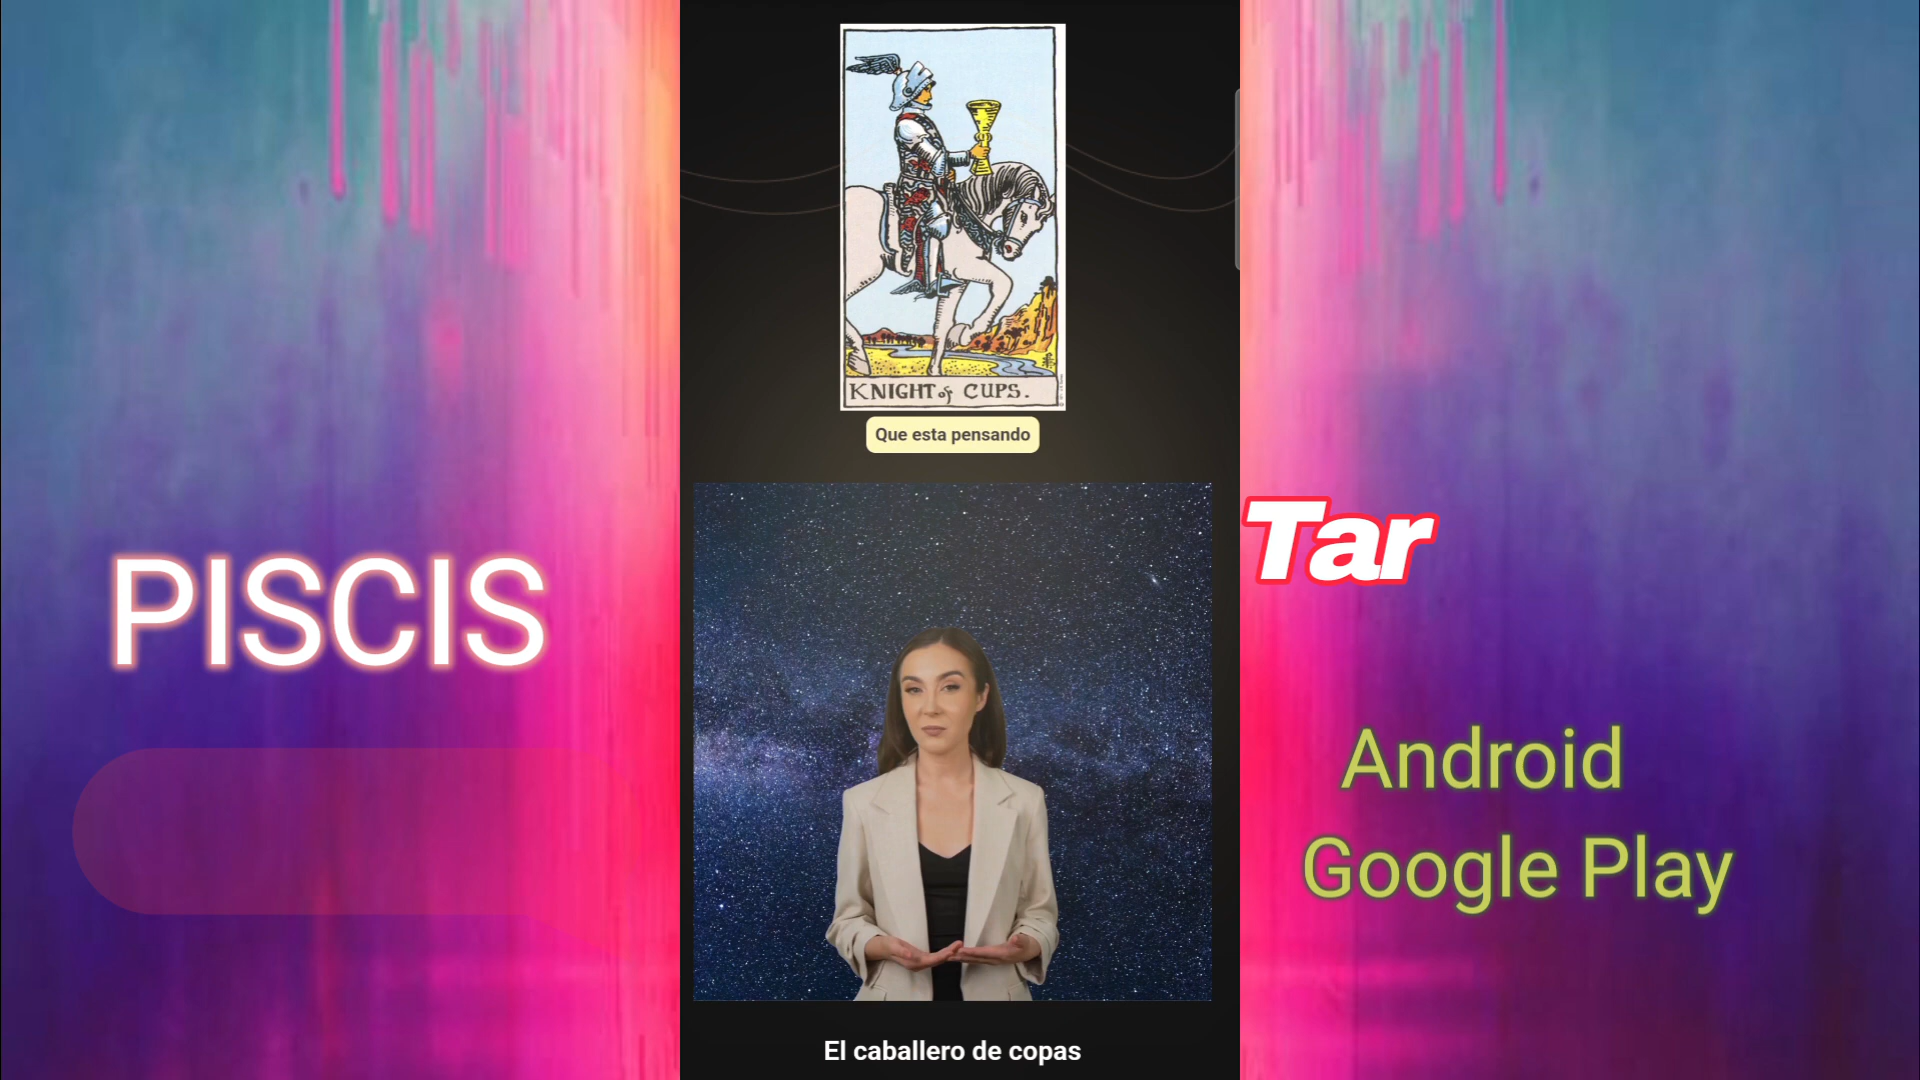 PISCIS
KNIGHT of CUPS.
Que esta pensando
El caballero de copas
Tar
Android
Google Play